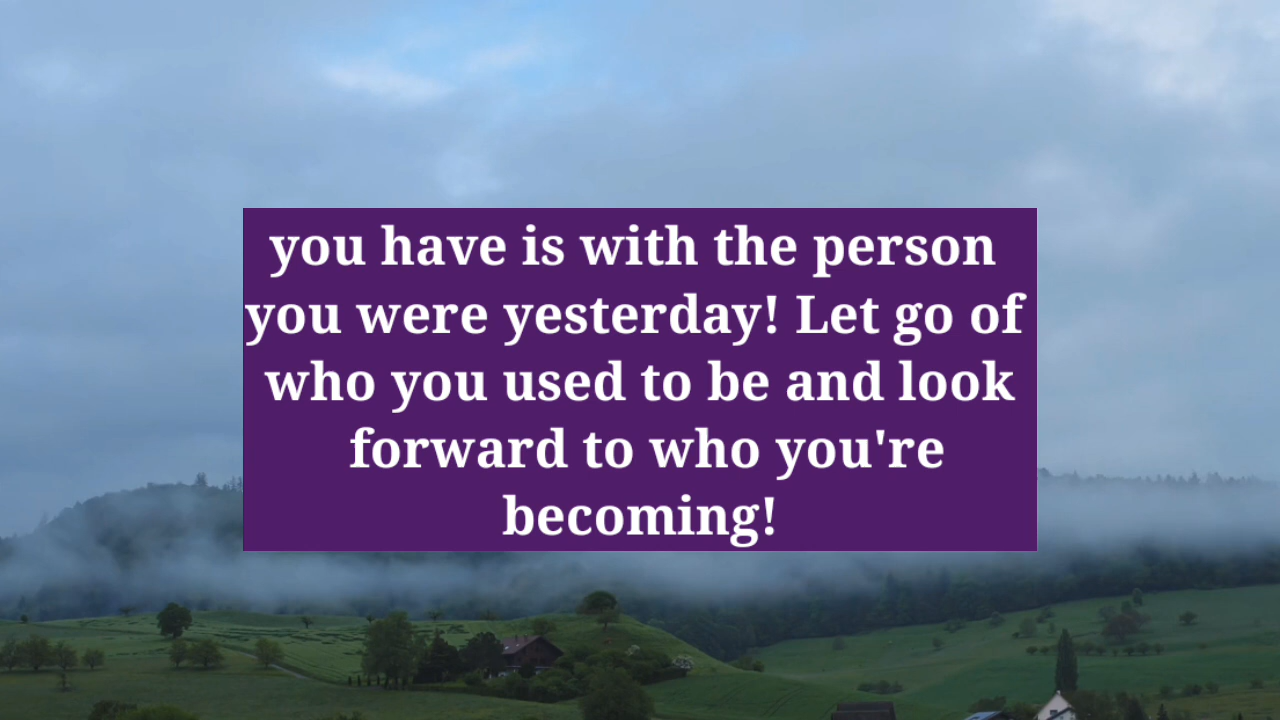 you have is with the person
you were yesterday! Let go of
who you used to be and look
forward to who you're
becoming!